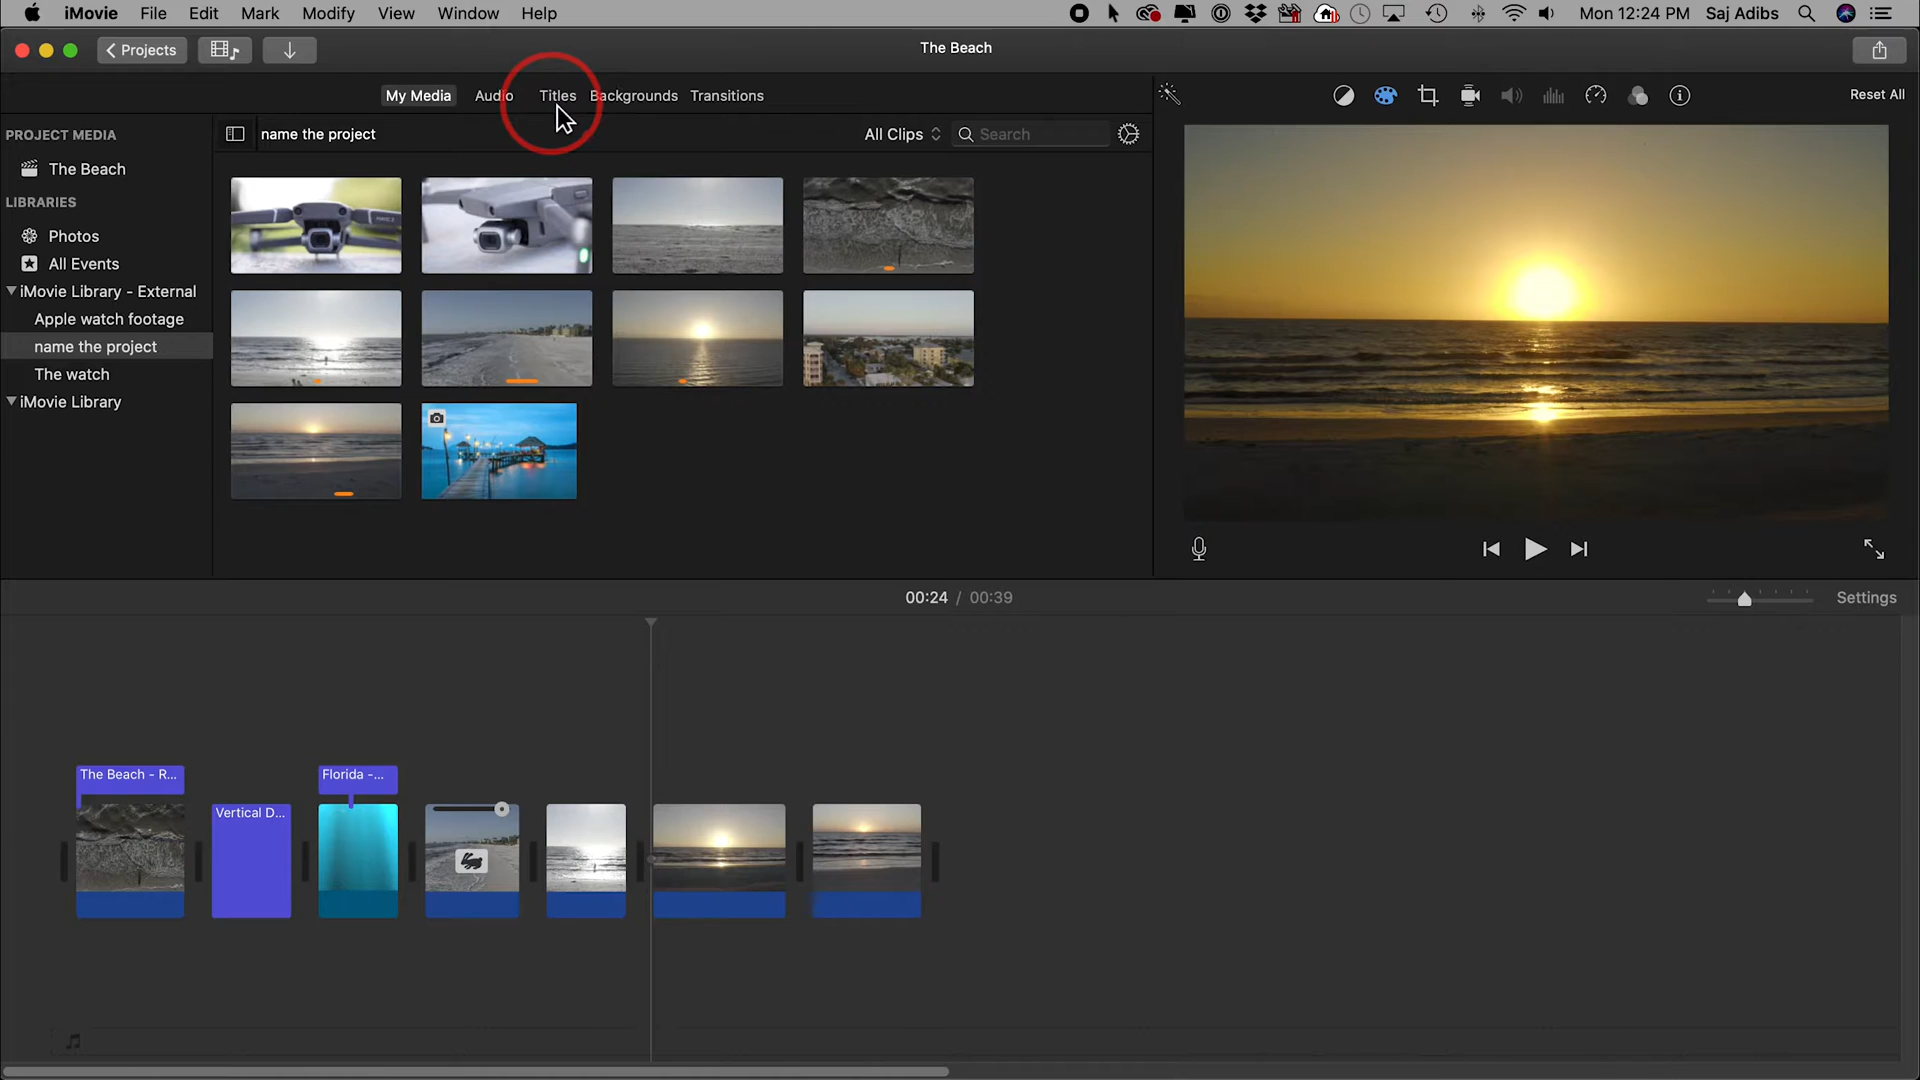 iMovie File Edit Mark Modify View Window Help Mon 12:24 PM Saj Adibs
Projects The Beach
My Media Audio Titles Backgrounds Transitions Reset All
PROJECT MEDIA name the project All Clips Search
The Beach
LIBRARIES
Photos
All Events
iMovie Library - External
Apple watch footage
name the project
The watch
iMovie Library
00:24 / 00:39 Settings
The Beach - R... Florida -...
Vertical D...